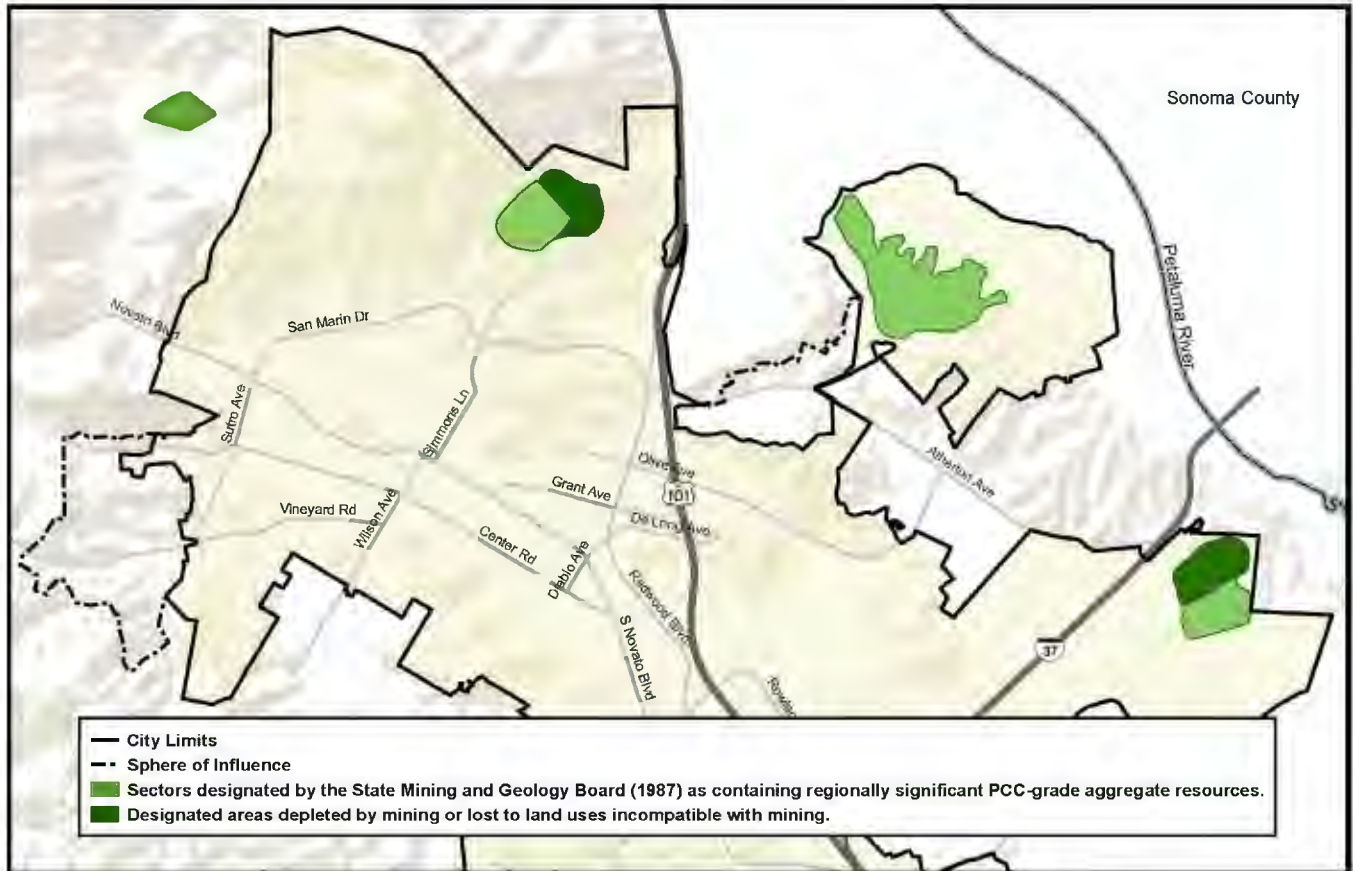 Sonoma County
Petaluma River
Novato Blvd
San Marin Dr
Sutro Ave
Simmons Ln
Olive Ave
101
Atherton Ave
Grant Ave
De Long Ave
Vineyard Rd
Wilson Ave
Center Rd
Diablo Ave
Redwood Blvd
S Novato Blvd
37
City Limits
Sphere of Influence
Sectors designated by the State Mining and Geology Board (1987) as containing regionally significant PCC-grade aggregate resources.
Designated areas depleted by mining or lost to land uses incompatible with mining.